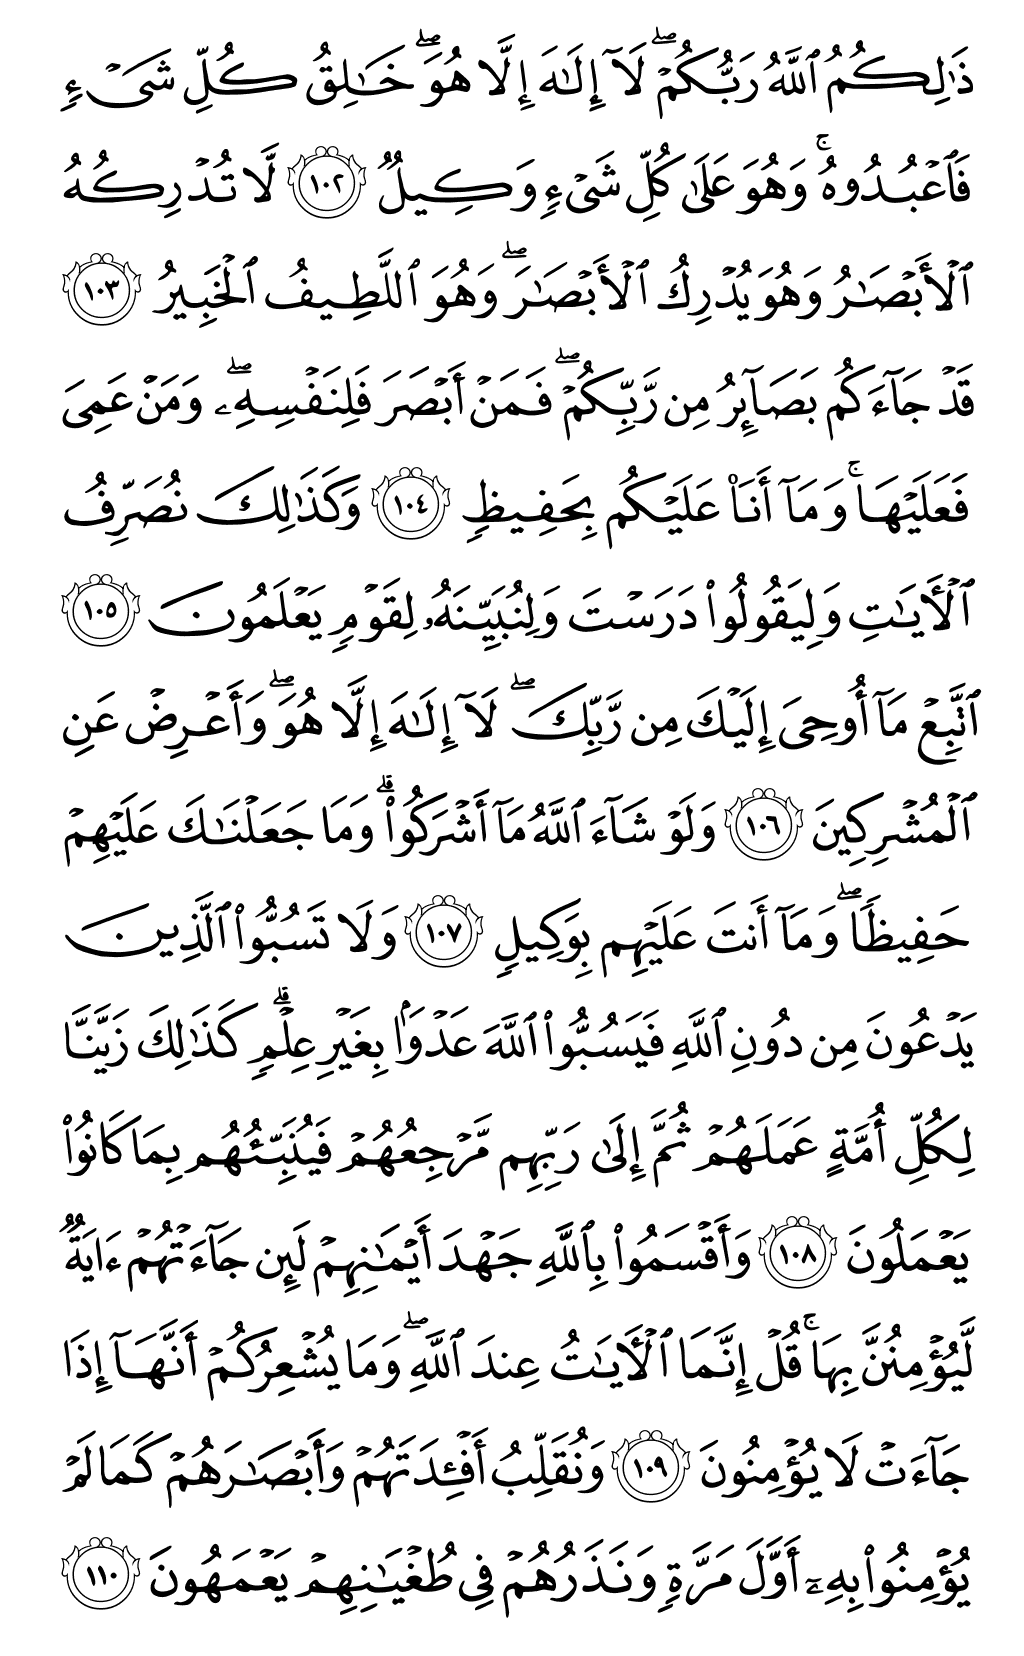 ذَٰلِكُمُ ٱللَّهُ رَبُّكُمۡۖ لَآ إِلَٰهَ إِلَّا هُوَۖ خَٰلِقُ كُلِّ شَيۡءٖ
فَٱعۡبُدُوهُۚ وَهُوَ عَلَىٰ كُلِّ شَيۡءٖ وَكِيلٞ ١٠٢ لَّا تُدۡرِكُهُ
ٱلۡأَبۡصَٰرُ وَهُوَ يُدۡرِكُ ٱلۡأَبۡصَٰرَۖ وَهُوَ ٱللَّطِيفُ ٱلۡخَبِيرُ ١٠٣
قَدۡ جَآءَكُم بَصَآئِرُ مِن رَّبِّكُمۡۖ فَمَنۡ أَبۡصَرَ فَلِنَفۡسِهِۦۖ وَمَنۡ عَمِيَ
فَعَلَيۡهَاۚ وَمَآ أَنَا۠ عَلَيۡكُم بِحَفِيظٖ ١٠٤ وَكَذَٰلِكَ نُصَرِّفُ
ٱلۡأٓيَٰتِ وَلِيَقُولُواْ دَرَسۡتَ وَلِنُبَيِّنَهُۥ لِقَوۡمٖ يَعۡلَمُونَ ١٠٥
ٱتَّبِعۡ مَآ أُوحِيَ إِلَيۡكَ مِن رَّبِّكَۖ لَآ إِلَٰهَ إِلَّا هُوَۖ وَأَعۡرِضۡ عَنِ
ٱلۡمُشۡرِكِينَ ١٠٦ وَلَوۡ شَآءَ ٱللَّهُ مَآ أَشۡرَكُواْۗ وَمَا جَعَلۡنَٰكَ عَلَيۡهِمۡ
حَفِيظٗاۖ وَمَآ أَنتَ عَلَيۡهِم بِوَكِيلٖ ١٠٧ وَلَا تَسُبُّواْ ٱلَّذِينَ
يَدۡعُونَ مِن دُونِ ٱللَّهِ فَيَسُبُّواْ ٱللَّهَ عَدۡوَۢا بِغَيۡرِ عِلۡمٖۗ كَذَٰلِكَ زَيَّنَّا
لِكُلِّ أُمَّةٍ عَمَلَهُمۡ ثُمَّ إِلَىٰ رَبِّهِم مَّرۡجِعُهُمۡ فَيُنَبِّئُهُم بِمَا كَانُواْ
يَعۡمَلُونَ ١٠٨ وَأَقۡسَمُواْ بِٱللَّهِ جَهۡدَ أَيۡمَٰنِهِمۡ لَئِن جَآءَتۡهُمۡ ءَايَةٞ
لَّيُؤۡمِنُنَّ بِهَاۚ قُلۡ إِنَّمَا ٱلۡأٓيَٰتُ عِندَ ٱللَّهِۖ وَمَا يُشۡعِرُكُمۡ أَنَّهَآ إِذَا
جَآءَتۡ لَا يُؤۡمِنُونَ ١٠٩ وَنُقَلِّبُ أَفۡـِٔدَتَهُمۡ وَأَبۡصَٰرَهُمۡ كَمَا لَمۡ
يُؤۡمِنُواْ بِهِۦٓ أَوَّلَ مَرَّةٖ وَنَذَرُهُمۡ فِي طُغۡيَٰنِهِمۡ يَعۡمَهُونَ ١١٠